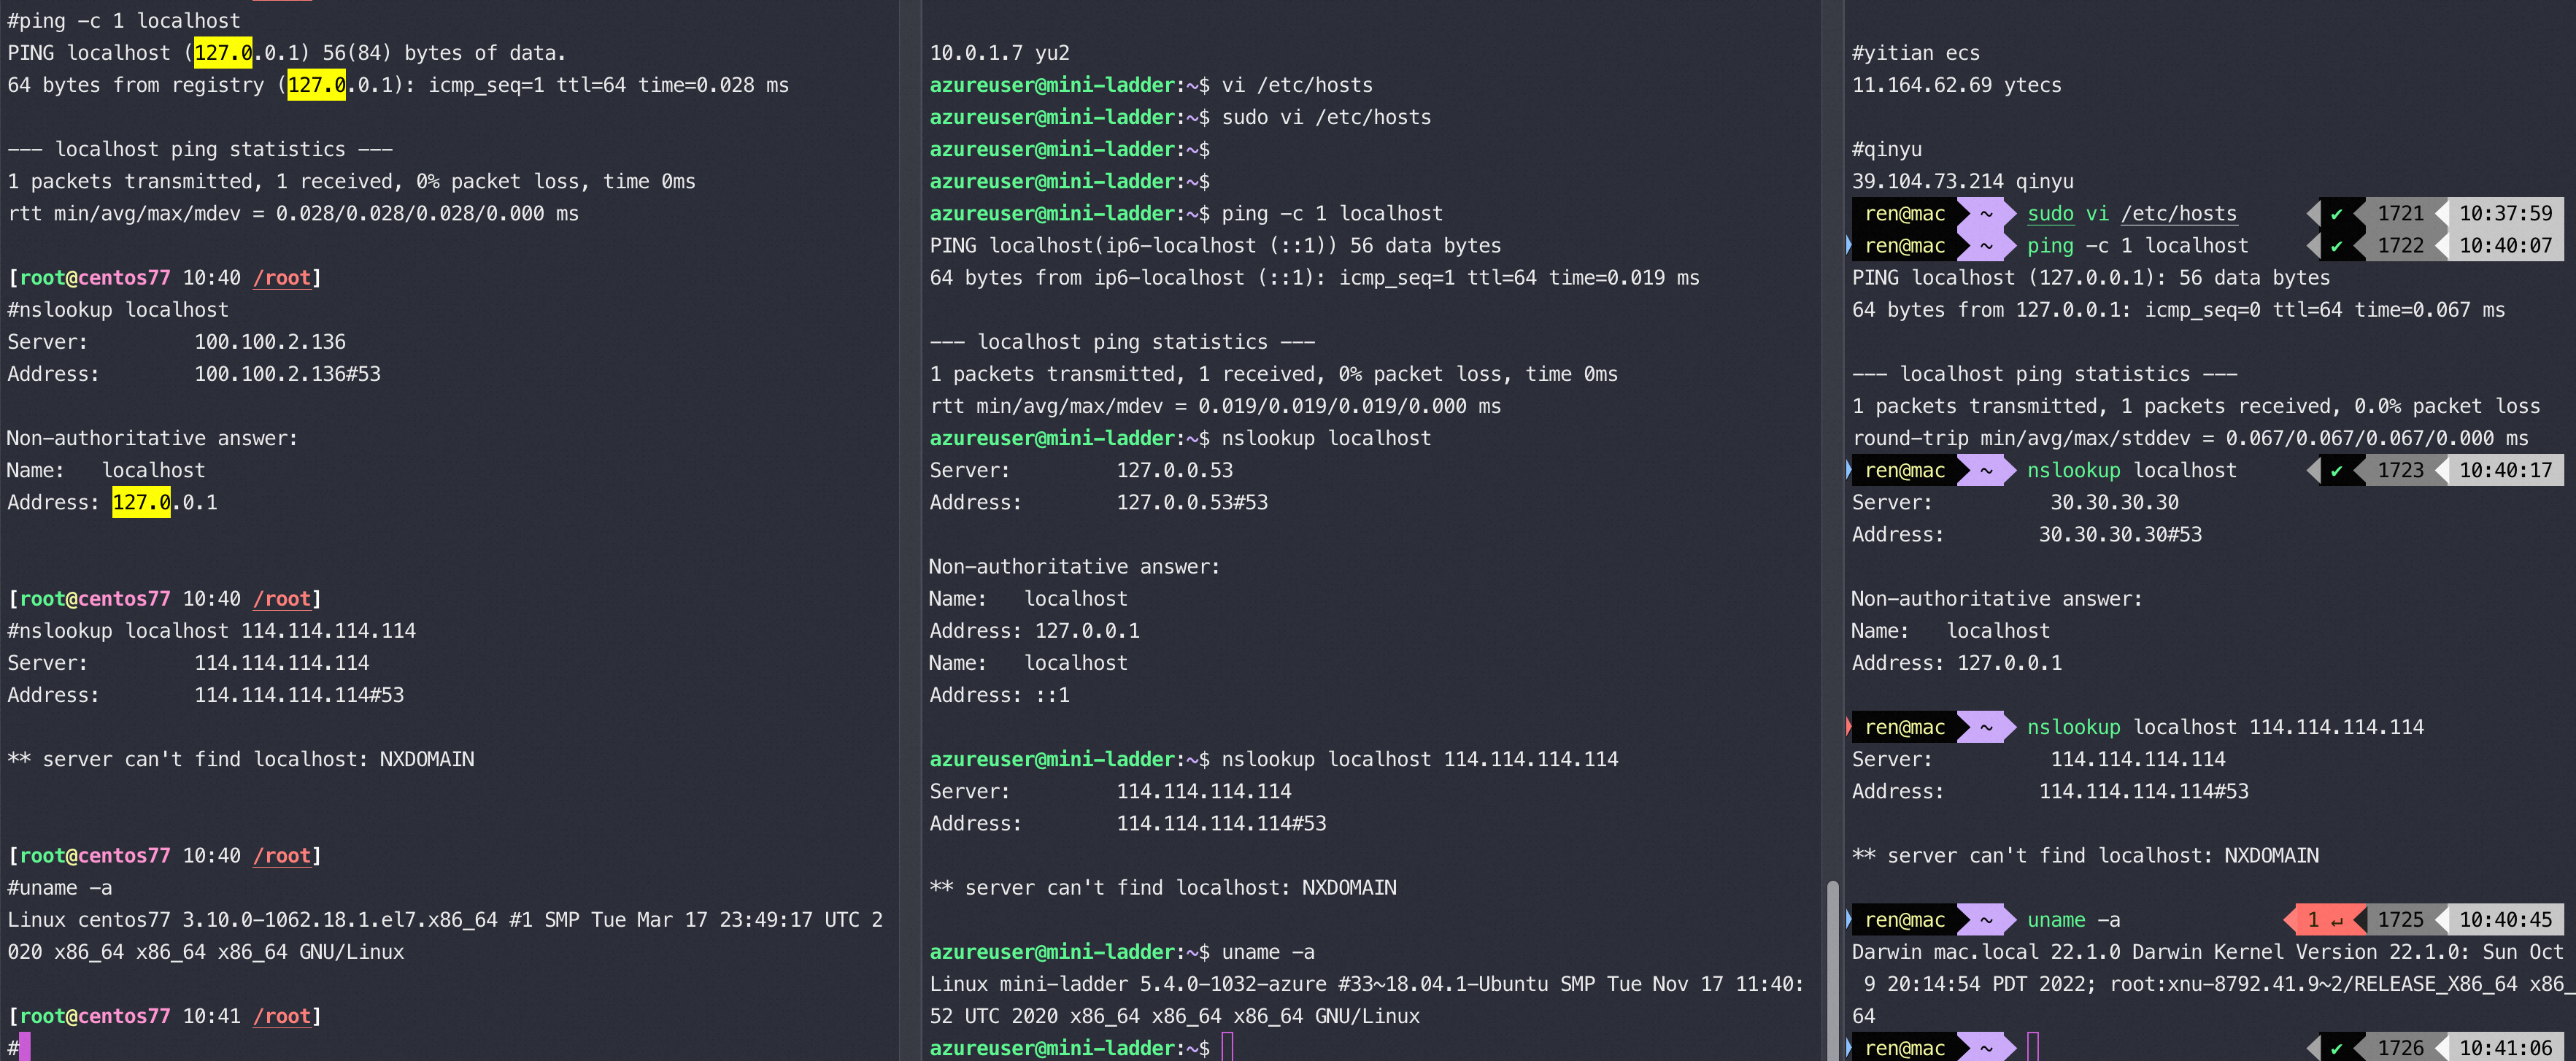 #ping -c 1 localhost
PING localhost (127.0.0.1) 56(84) bytes of data.
64 bytes from registry (127.0.0.1): icmp_seq=1 ttl=64 time=0.028 ms
--- localhost ping statistics ---
1 packets transmitted, 1 received, 0% packet loss, time 0ms
rtt min/avg/max/mdev = 0.028/0.028/0.028/0.000 ms
[root@centos77 10:40 /root]
#nslookup localhost
Server:         100.100.2.136
Address:        100.100.2.136#53
Non-authoritative answer:
Name:   localhost
Address: 127.0.0.1
[root@centos77 10:40 /root]
#nslookup localhost 114.114.114.114
Server:         114.114.114.114
Address:        114.114.114.114#53
** server can't find localhost: NXDOMAIN
[root@centos77 10:40 /root]
#uname -a
Linux centos77 3.10.0-1062.18.1.el7.x86_64 #1 SMP Tue Mar 17 23:49:17 UTC 2
020 x86_64 x86_64 x86_64 GNU/Linux
[root@centos77 10:41 /root]
#
10.0.1.7 yu2
azureuser@mini-ladder:~$ vi /etc/hosts
azureuser@mini-ladder:~$ sudo vi /etc/hosts
azureuser@mini-ladder:~$
azureuser@mini-ladder:~$
azureuser@mini-ladder:~$ ping -c 1 localhost
PING localhost(ip6-localhost (::1)) 56 data bytes
64 bytes from ip6-localhost (::1): icmp_seq=1 ttl=64 time=0.019 ms
--- localhost ping statistics ---
1 packets transmitted, 1 received, 0% packet loss, time 0ms
rtt min/avg/max/mdev = 0.019/0.019/0.019/0.000 ms
azureuser@mini-ladder:~$ nslookup localhost
Server:         127.0.0.53
Address:        127.0.0.53#53
Non-authoritative answer:
Name:   localhost
Address: 127.0.0.1
Name:   localhost
Address: ::1
azureuser@mini-ladder:~$ nslookup localhost 114.114.114.114
Server:         114.114.114.114
Address:        114.114.114.114#53
** server can't find localhost: NXDOMAIN
azureuser@mini-ladder:~$ uname -a
Linux mini-ladder 5.4.0-1032-azure #33~18.04.1-Ubuntu SMP Tue Nov 17 11:40:
52 UTC 2020 x86_64 x86_64 x86_64 GNU/Linux
azureuser@mini-ladder:~$
#yitian ecs
11.164.62.69 ytecs
#qinyu
39.104.73.214 qinyu
ren@mac ~ sudo vi /etc/hosts ✔ 1721 10:37:59
ren@mac ~ ping -c 1 localhost ✔ 1722 10:40:07
PING localhost (127.0.0.1): 56 data bytes
64 bytes from 127.0.0.1: icmp_seq=0 ttl=64 time=0.067 ms
--- localhost ping statistics ---
1 packets transmitted, 1 packets received, 0.0% packet loss
round-trip min/avg/max/stddev = 0.067/0.067/0.067/0.000 ms
ren@mac ~ nslookup localhost ✔ 1723 10:40:17
Server:          30.30.30.30
Address:        30.30.30.30#53
Non-authoritative answer:
Name:   localhost
Address: 127.0.0.1
ren@mac ~ nslookup localhost 114.114.114.114
Server:          114.114.114.114
Address:        114.114.114.114#53
** server can't find localhost: NXDOMAIN
ren@mac ~ uname -a 1 ↵ 1725 10:40:45
Darwin mac.local 22.1.0 Darwin Kernel Version 22.1.0: Sun Oct
 9 20:14:54 PDT 2022; root:xnu-8792.41.9~2/RELEASE_X86_64 x86_
64
ren@mac ~ ✔ 1726 10:41:06